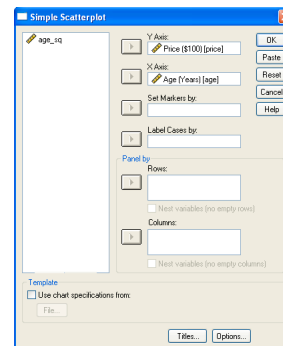 Simple Scatterplot
age_sq
Y Axis:
Price ($100) [price]
X Axis:
Age (Years) [age]
Set Markers by:
Label Cases by:
OK
Paste
Reset
Cancel
Help
Panel by
Rows:
Nest variables (no empty rows)
Columns:
Nest variables (no empty columns)
Template
Use chart specifications from:
File...
Titles...
Options...